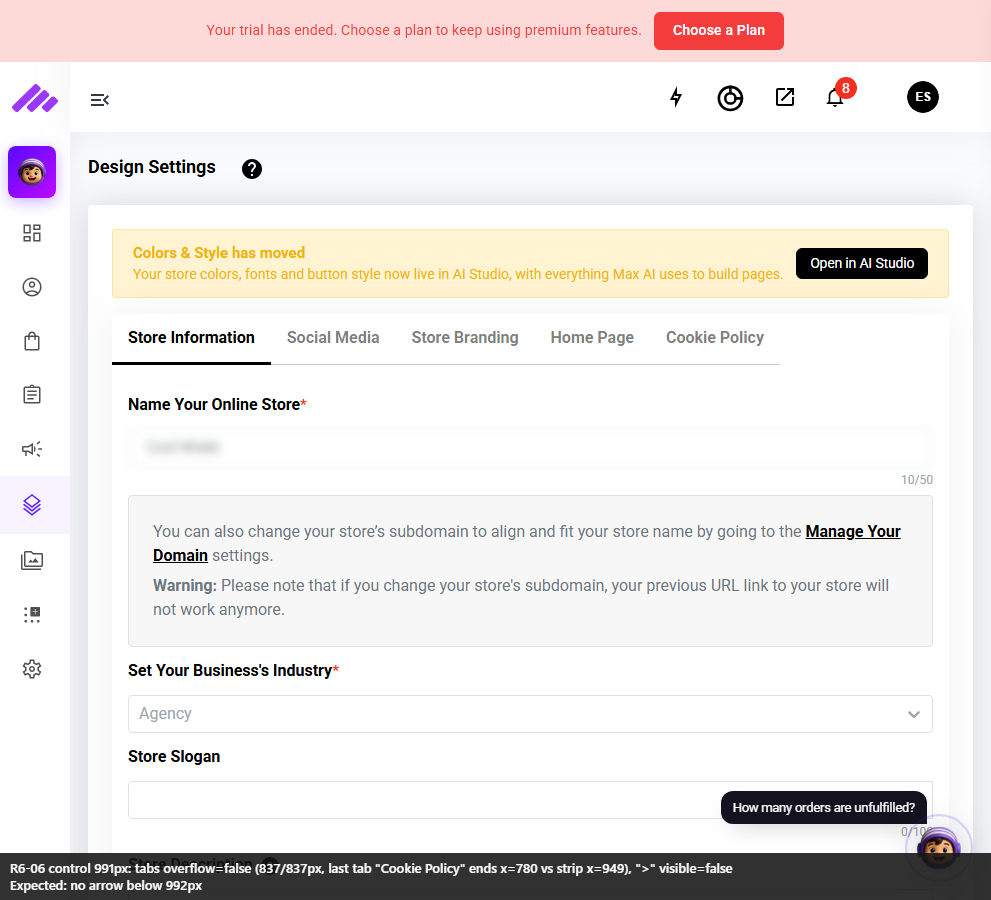 Your trial has ended. Choose a plan to keep using premium features.
Choose a Plan
8
ES
Design Settings
?
Colors & Style has moved
Your store colors, fonts and button style now live in AI Studio, with everything Max AI uses to build pages.
Open in AI Studio
Store Information
Social Media
Store Branding
Home Page
Cookie Policy
Name Your Online Store*
10/50
You can also change your store’s subdomain to align and fit your store name by going to the Manage Your
Domain settings.
Warning: Please note that if you change your store's subdomain, your previous URL link to your store will
not work anymore.
Set Your Business's Industry*
Agency
Store Slogan
How many orders are unfulfilled?
0/100
Store Description
R6-06 control 991px: tabs overflow=false (837/837px, last tab "Cookie Policy" ends x=780 vs strip x=949), ">" visible=false
Expected: no arrow below 992px